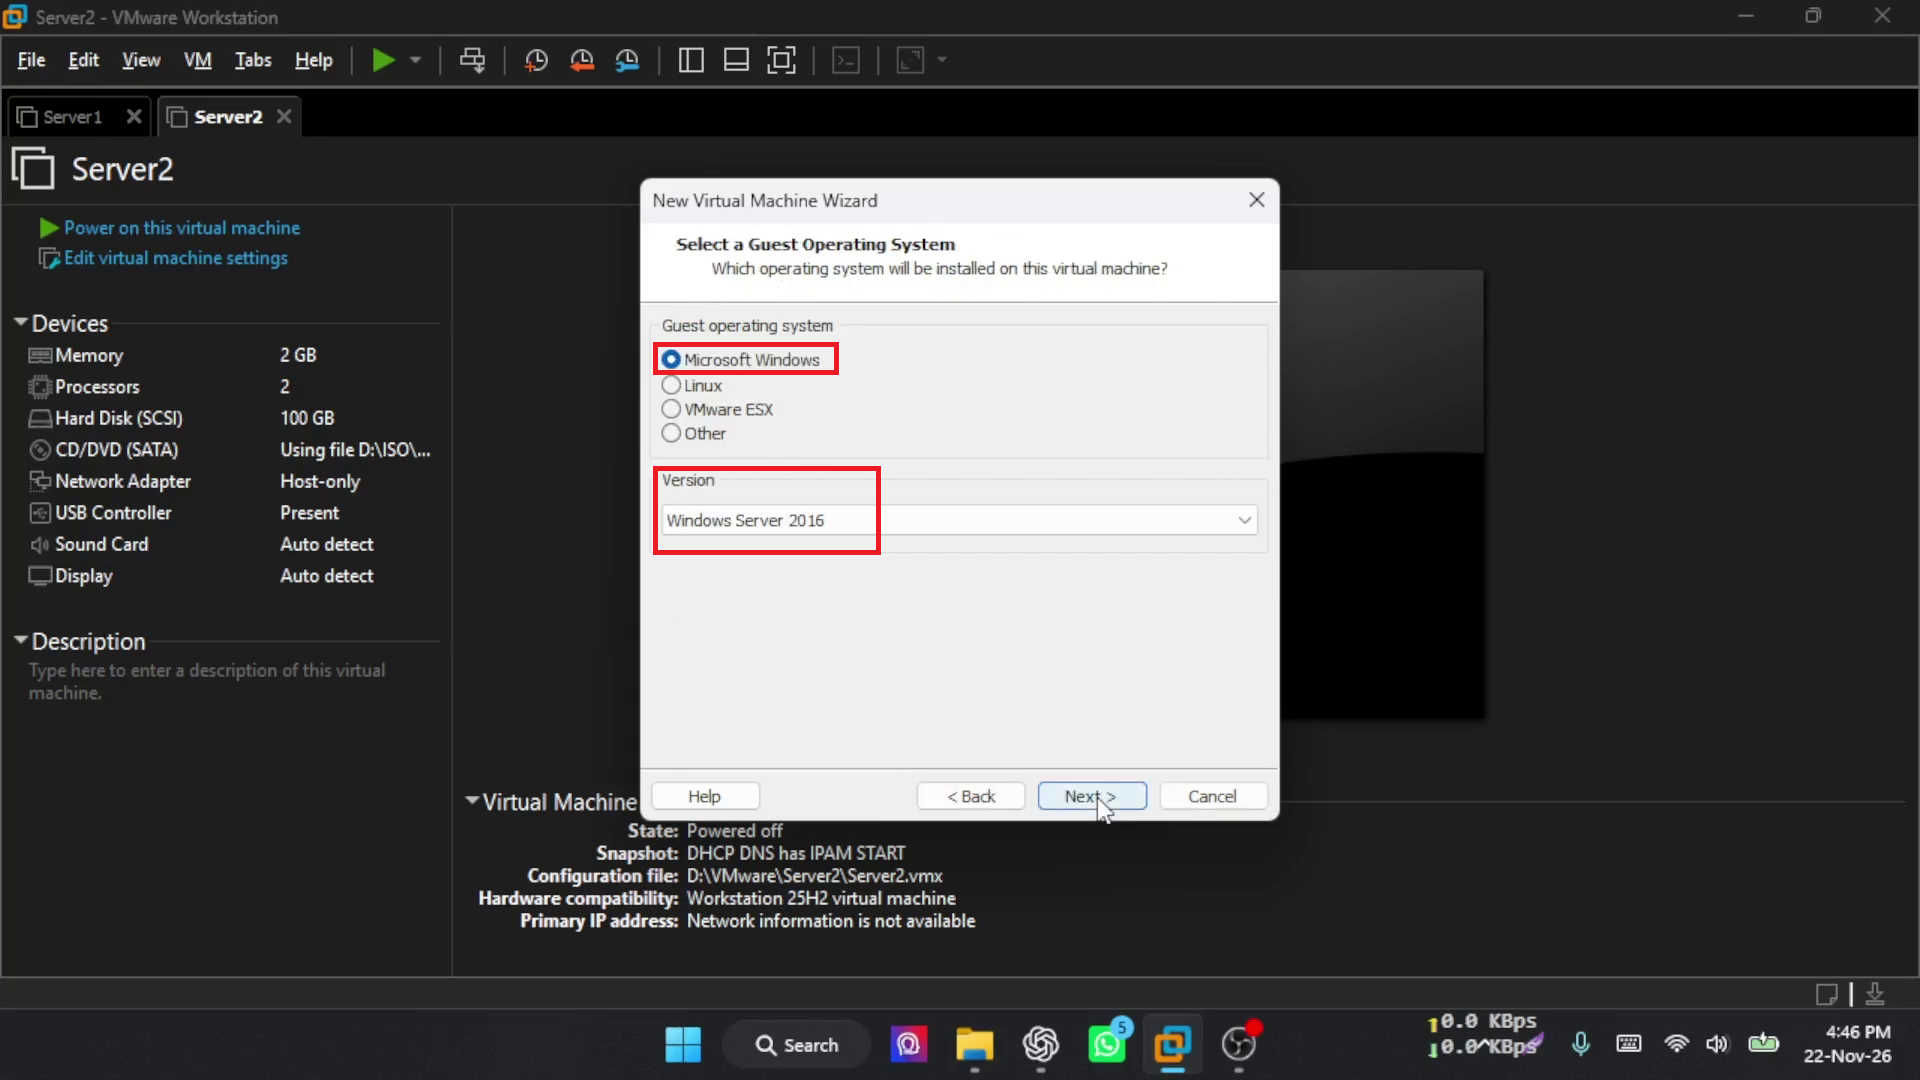 Server2 - VMware Workstation
File Edit View VM Tabs Help
Server1 Server2
Server2
Power on this virtual machine
Edit virtual machine settings
Devices
Memory 2 GB
Processors 2
Hard Disk (SCSI) 100 GB
CD/DVD (SATA) Using file D:\ISO\...
Network Adapter Host-only
USB Controller Present
Sound Card Auto detect
Display Auto detect
Description
Type here to enter a description of this virtual
machine.
New Virtual Machine Wizard
Select a Guest Operating System
Which operating system will be installed on this virtual machine?
Guest operating system
Microsoft Windows
Linux
VMware ESX
Other
Version
Windows Server 2016
Help < Back Next > Cancel
Virtual Machine
State: Powered off
Snapshot: DHCP DNS has IPAM START
Configuration file: D:\VMware\Server2\Server2.vmx
Hardware compatibility: Workstation 25H2 virtual machine
Primary IP address: Network information is not available
Search
5
0.0 KBps
0.0 KBps
4:46 PM
22-Nov-26